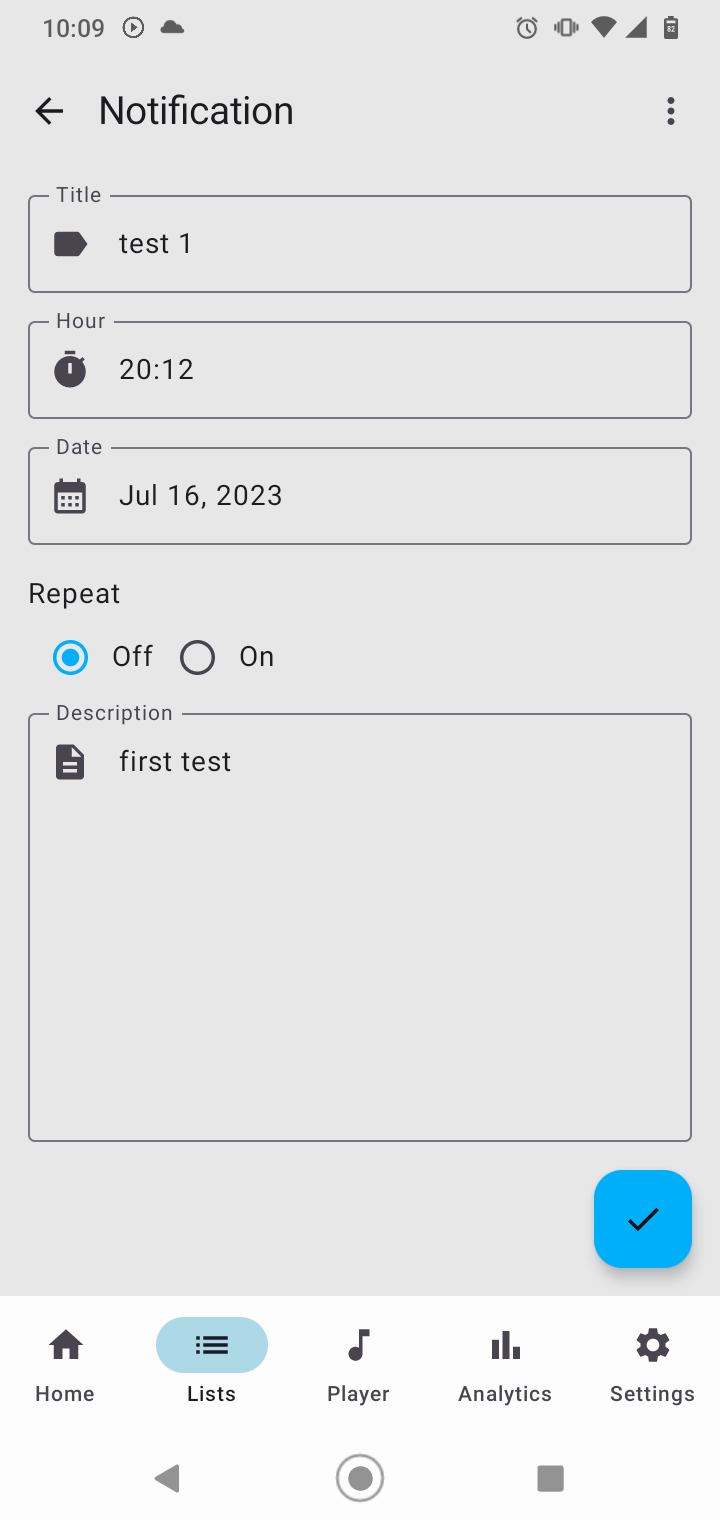 10:09
82
Notification
Title
test 1
Hour
20:12
Date
Jul 16, 2023
Repeat
Off On
Description
first test
Home Lists Player Analytics Settings